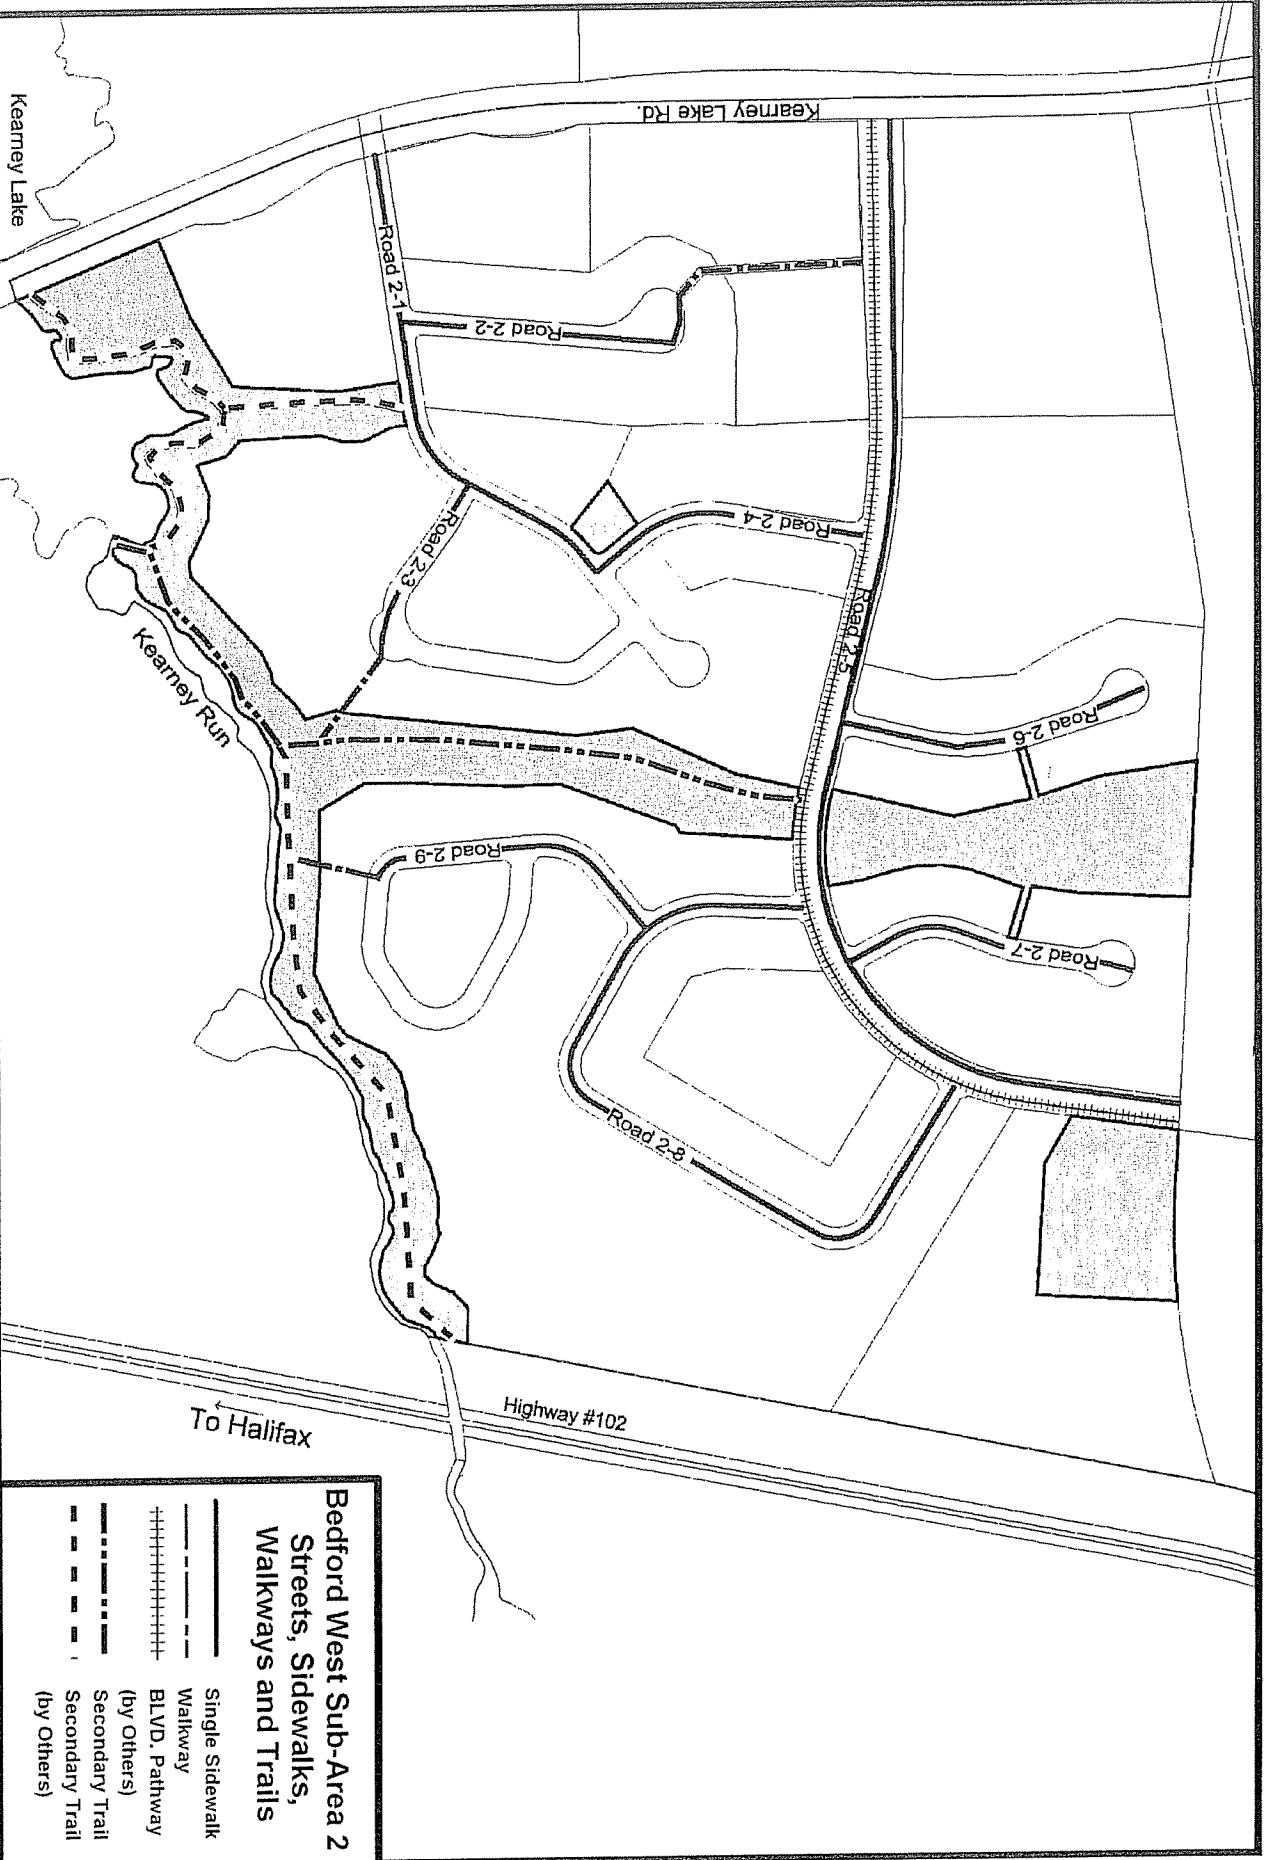 Kearney Lake Rd.
Kearney Lake
Road 2-1
Road 2-2
Road 2-3
Road 2-4
Road 2-5
Road 2-6
Road 2-7
Road 2-8
Road 2-9
Kearney Run
Highway #102
To Halifax
Bedford West Sub-Area 2
Streets, Sidewalks,
Walkways and Trails
Single Sidewalk
Walkway
BLVD. Pathway
(by Others)
Secondary Trail
Secondary Trail
(by Others)